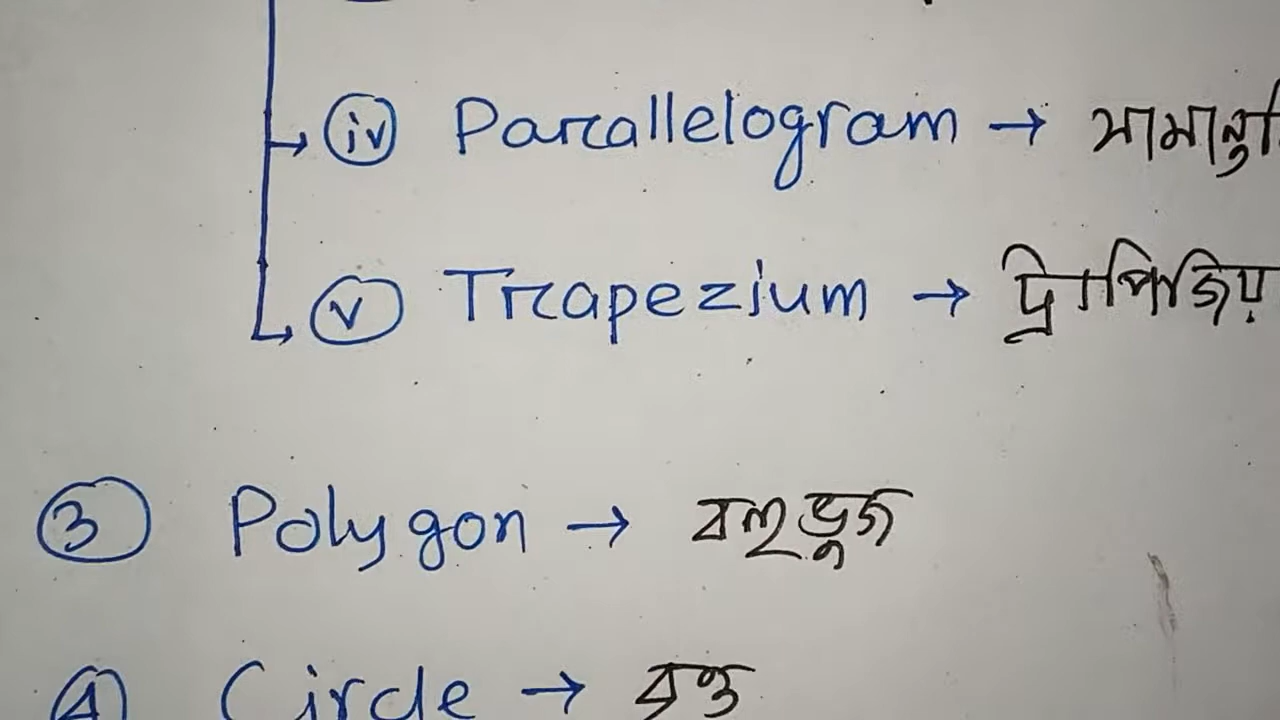 iv Parallelogram → সামান্ত
v Trapezium → ট্রাপিজিয়
3 Polygon → বহুভুজ
4 Circle → বৃত্ত